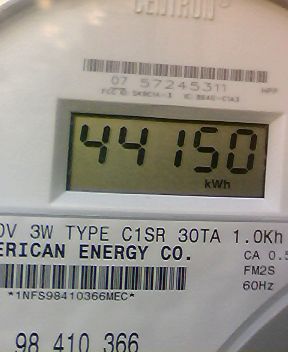 CENTRON®
07 57245311
44150
kWh
0V 3W TYPE C1SR 30TA 1.0Kh
ERICAN ENERGY CO.
CA 0.5
FM2S
60Hz
*1NFS98410366MEC*
98 410 366